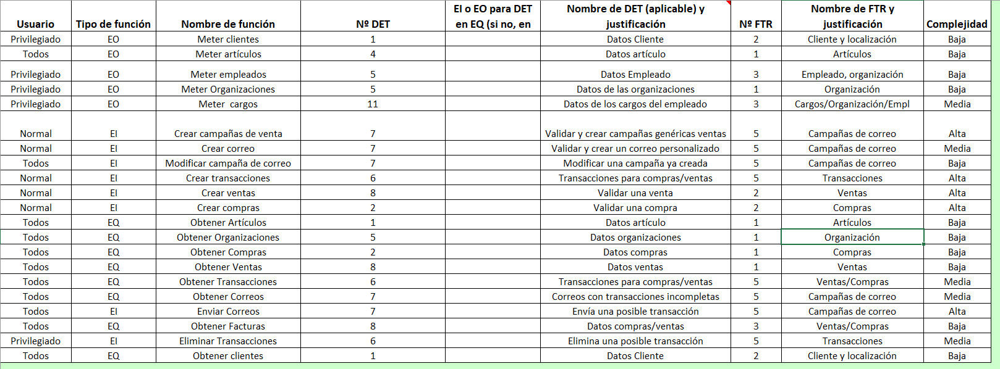 Usuario Tipo de función Nombre de función Nº DET EI o EO para DET en EQ (si no, en Nombre de DET (aplicable) y justificación Nº FTR Nombre de FTR y justificación Complejidad
Privilegiado EO Meter clientes 1 Datos Cliente 2 Cliente y localización Baja
Todos EO Meter artículos 4 Datos artículo 1 Artículos Baja
Privilegiado EO Meter empleados 5 Datos Empleado 3 Empleado, organización Baja
Privilegiado EO Meter Organizaciones 5 Datos de las organizaciones 1 Organización Baja
Privilegiado EO Meter cargos 11 Datos de los cargos del empleado 3 Cargos/Organización/Empl Media
Normal EI Crear campañas de venta 7 Validar y crear campañas genéricas ventas 5 Campañas de correo Alta
Normal EI Crear correo 7 Validar y crear un correo personalizado 5 Campañas de correo Media
Todos EI Modificar campaña de correo 7 Modificar una campaña ya creada 5 Campañas de correo Baja
Normal EI Crear transacciones 6 Transacciones para compras/ventas 5 Transacciones Alta
Normal EI Crear ventas 8 Validar una venta 2 Ventas Alta
Normal EI Crear compras 2 Validar una compra 2 Compras Alta
Todos EQ Obtener Artículos 1 Datos artículo 1 Artículos Baja
Todos EQ Obtener Organizaciones 5 Datos organizaciones 1 Organización Baja
Todos EQ Obtener Compras 2 Datos compras 1 Compras Baja
Todos EQ Obtener Ventas 8 Datos ventas 1 Ventas Baja
Todos EQ Obtener Transacciones 6 Transacciones para compras/ventas 5 Ventas/Compras Media
Todos EQ Obtener Correos 7 Correos con transacciones incompletas 5 Campañas de correo Media
Todos EI Enviar Correos 7 Envía una posible transacción 5 Campañas de correo Alta
Todos EQ Obtener Facturas 8 Datos compras/ventas 3 Ventas/Compras Baja
Privilegiado EI Eliminar Transacciones 6 Elimina una posible transacción 5 Transacciones Media
Todos EQ Obtener clientes 1 Datos Cliente 2 Cliente y localización Baja